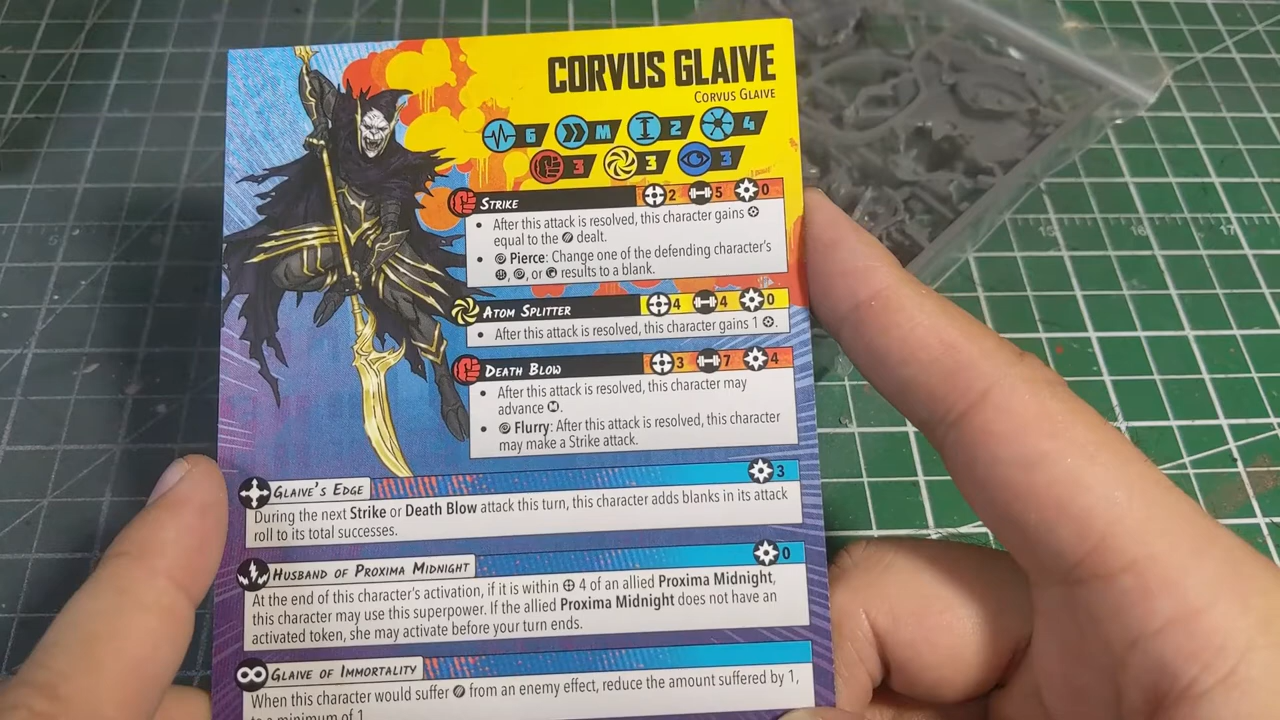 CORVUS GLAIVE
CORVUS GLAIVE
6 M 2 4
3 3 3
STRIKE 2 5 0
• After this attack is resolved, this character gains
equal to the dealt.
• Pierce: Change one of the defending character's
, , or results to a blank.
ATOM SPLITTER 4 4 0
• After this attack is resolved, this character gains 1 .
DEATH BLOW 3 7 4
• After this attack is resolved, this character may
advance M.
• Flurry: After this attack is resolved, this character
may make a Strike attack.
GLAIVE'S EDGE 3
During the next Strike or Death Blow attack this turn, this character adds blanks in its attack
roll to its total successes.
HUSBAND OF PROXIMA MIDNIGHT 0
At the end of this character's activation, if it is within 4 of an allied Proxima Midnight,
this character may use this superpower. If the allied Proxima Midnight does not have an
activated token, she may activate before your turn ends.
GLAIVE OF IMMORTALITY
When this character would suffer from an enemy effect, reduce the amount suffered by 1,
to a minimum of 1
15 16 17